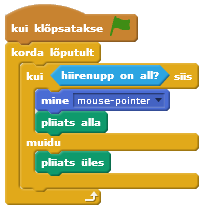 kui klõpsatakse
korda lõputult
kui hiirenupp on all? siis
mine mouse-pointer
pliiats alla
muidu
pliiats üles